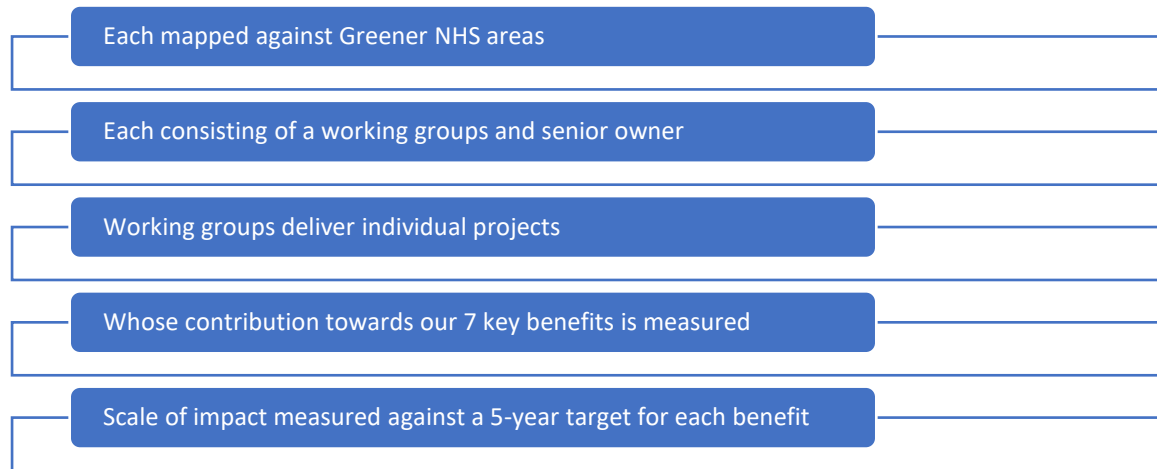 Each mapped against Greener NHS areas
Each consisting of a working groups and senior owner
Working groups deliver individual projects
Whose contribution towards our 7 key benefits is measured
Scale of impact measured against a 5-year target for each benefit